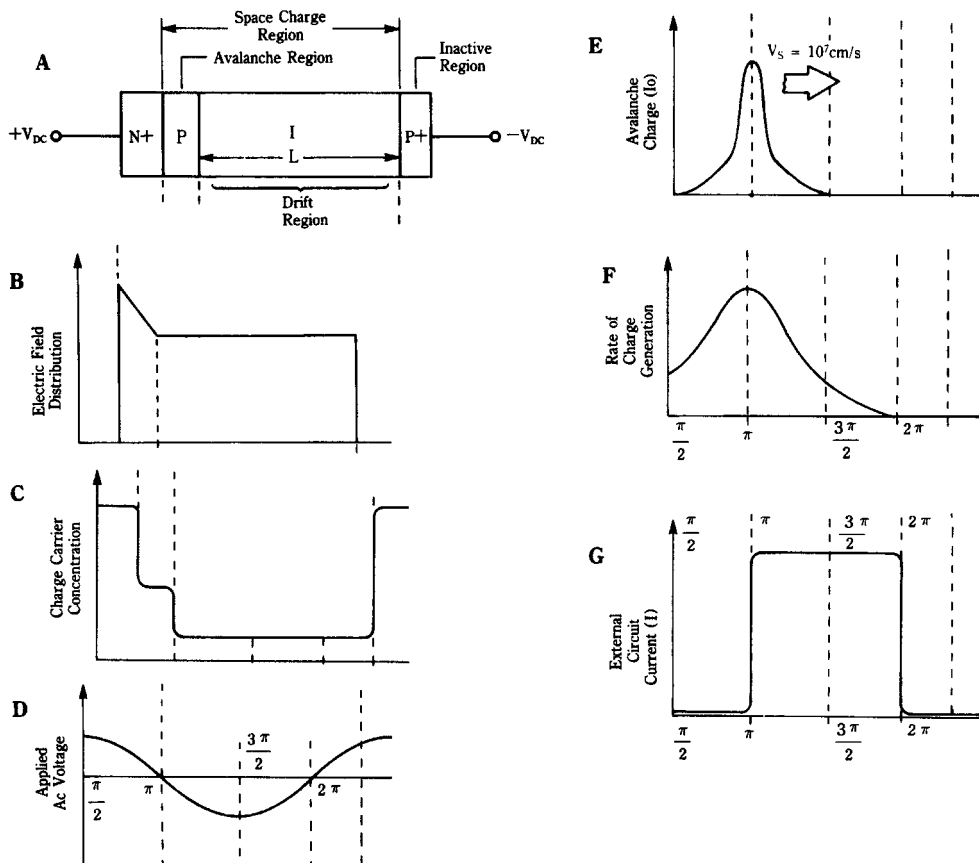 A
Space Charge
Region
Avalanche Region
Inactive
Region
+V_DC
N+
P
I
L
P+
−V_DC
Drift
Region
B
Electric Field
Distribution
C
Charge Carrier
Concentration
D
Applied
Ac Voltage
π/2
π
3π/2
2π
E
Avalanche
Charge (Io)
V_S = 10⁷cm/s
F
Rate of
Charge
Generation
π/2
π
3π/2
2π
G
External
Circuit
Current (I)
π/2
π
3π/2
2π
π/2
π
3π/2
2π